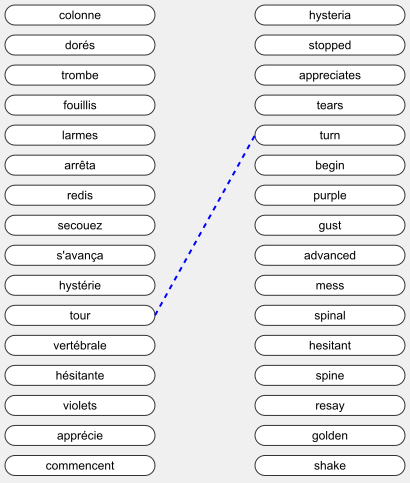 colonne hysteria
dorés stopped
trombe appreciates
fouillis tears
larmes turn
arrêta begin
redis purple
secouez gust
s'avança advanced
hystérie mess
tour spinal
vertébrale hesitant
hésitante spine
violets resay
apprécie golden
commencent shake